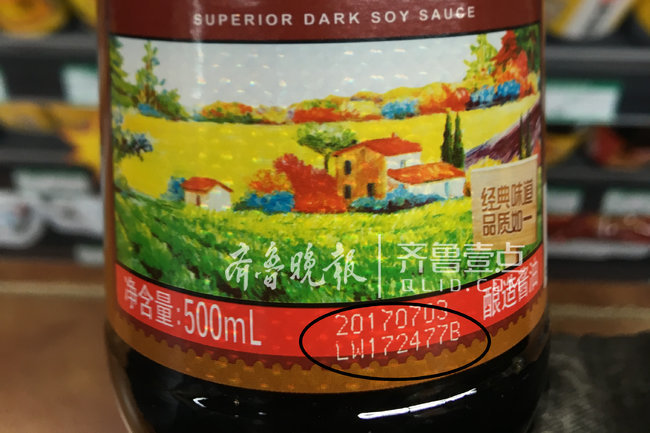 SUPERIOR DARK SOY SAUCE
经典味道
品质如一
齐鲁晚报
齐鲁壹点
QLID.C
净含量:500mL
酿造酱油
20170703
LW172477B